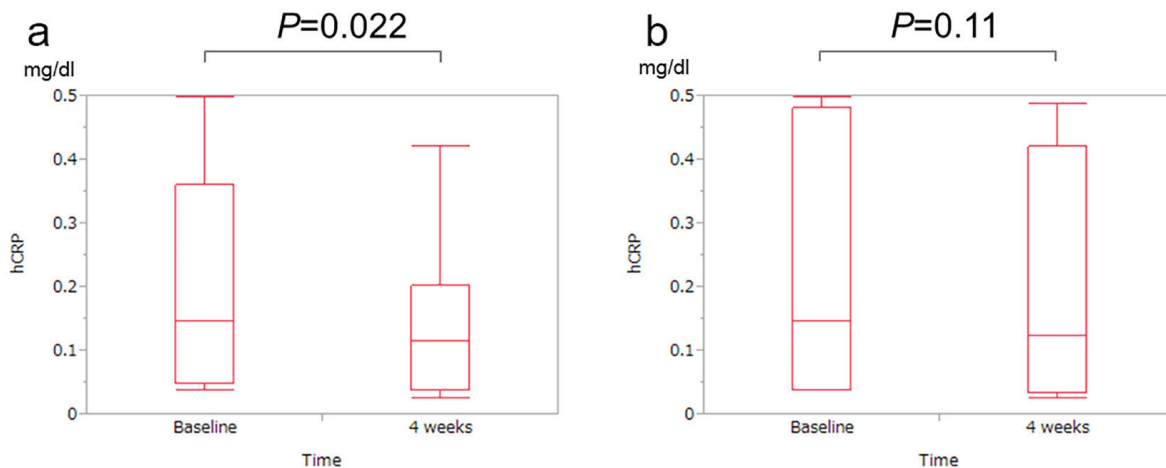 a
P=0.022
mg/dl
0.5
0.4
0.3
0.2
0.1
0
hCRP
Baseline
4 weeks
Time
b
P=0.11
mg/dl
0.5
0.4
0.3
0.2
0.1
0
hCRP
Baseline
4 weeks
Time